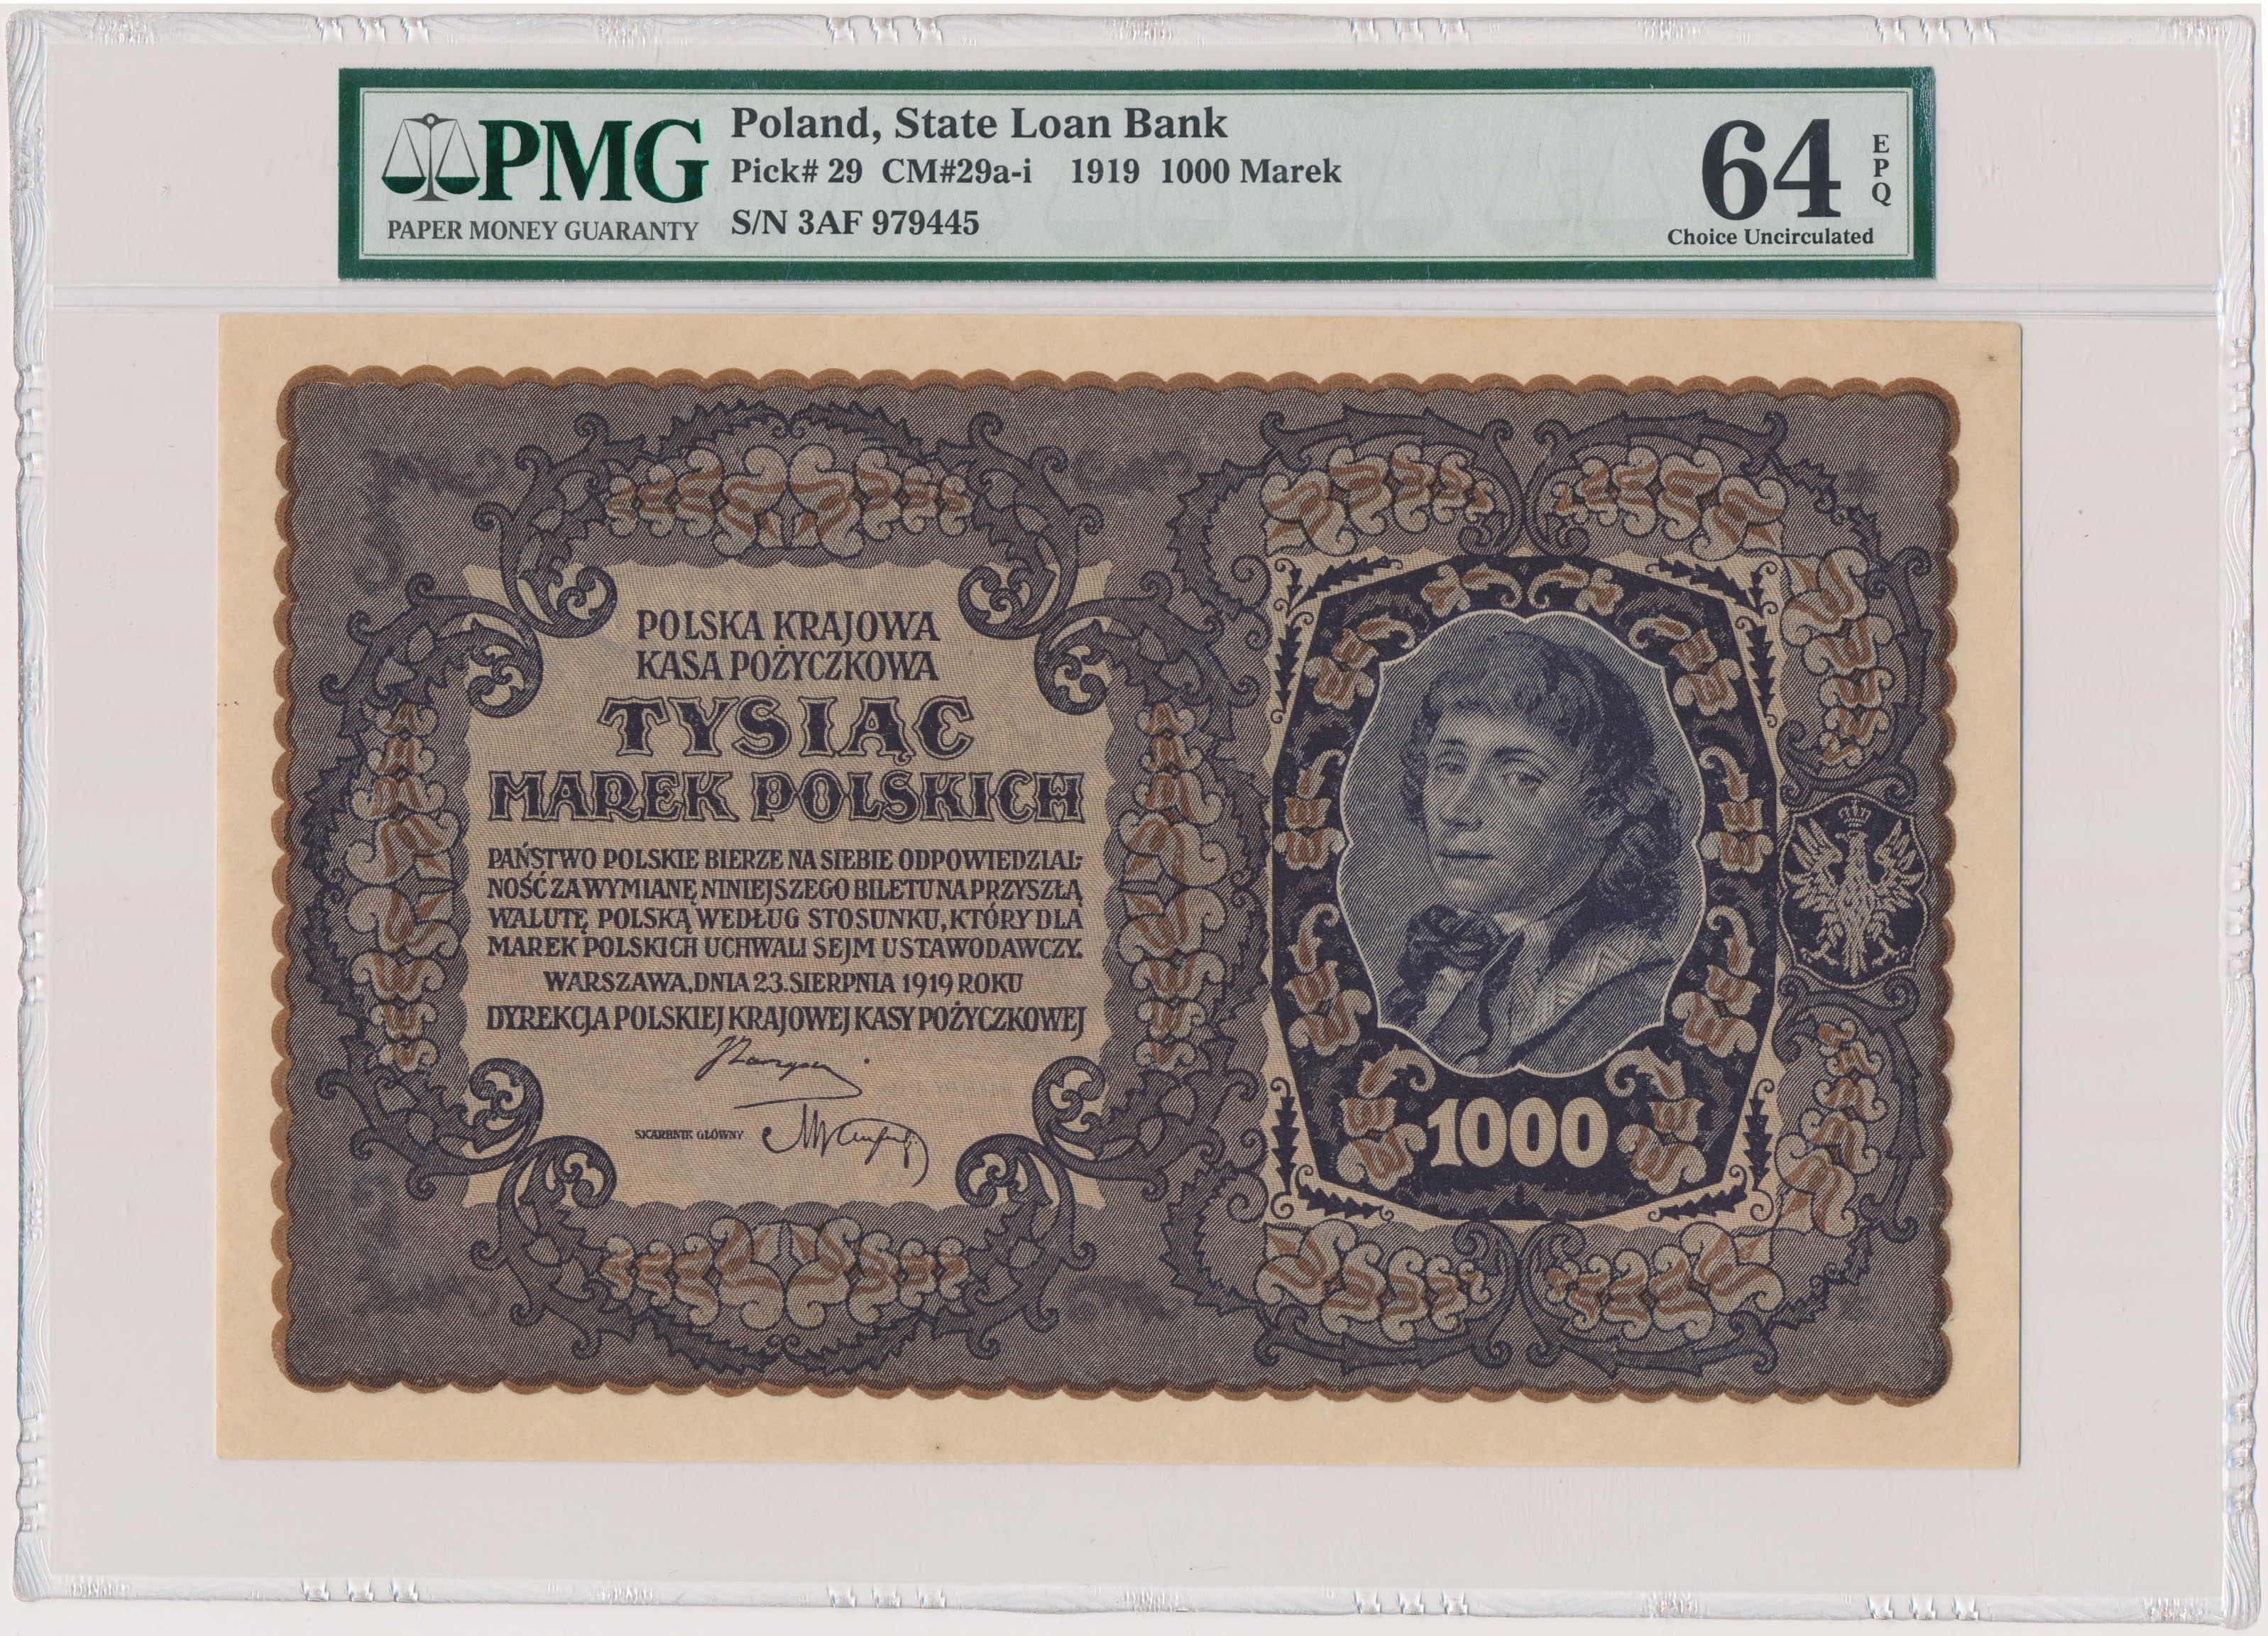 PMG
PAPER MONEY GUARANTY
Poland, State Loan Bank
Pick# 29 CM#29a-i 1919 1000 Marek
S/N 3AF 979445
64
EPQ
Choice Uncirculated
POLSKA KRAJOWA
KASA POŻYCZKOWA
TYSIĄC
MAREK POLSKICH
PAŃSTWO POLSKIE BIERZE NA SIEBIE ODPOWIEDZIAL-
NOŚĆ ZA WYMIANĘ NINIEJSZEGO BILETU NA PRZYSZŁĄ
WALUTĘ POLSKĄ WEDŁUG STOSUNKU, KTÓRY DLA
MAREK POLSKICH UCHWALI SEJM USTAWODAWCZY.
WARSZAWA, DNIA 23. SIERPNIA 1919 ROKU
DYREKCJA POLSKIEJ KRAJOWEJ KASY POŻYCZKOWEJ
SKARBNIK GŁÓWNY
1000